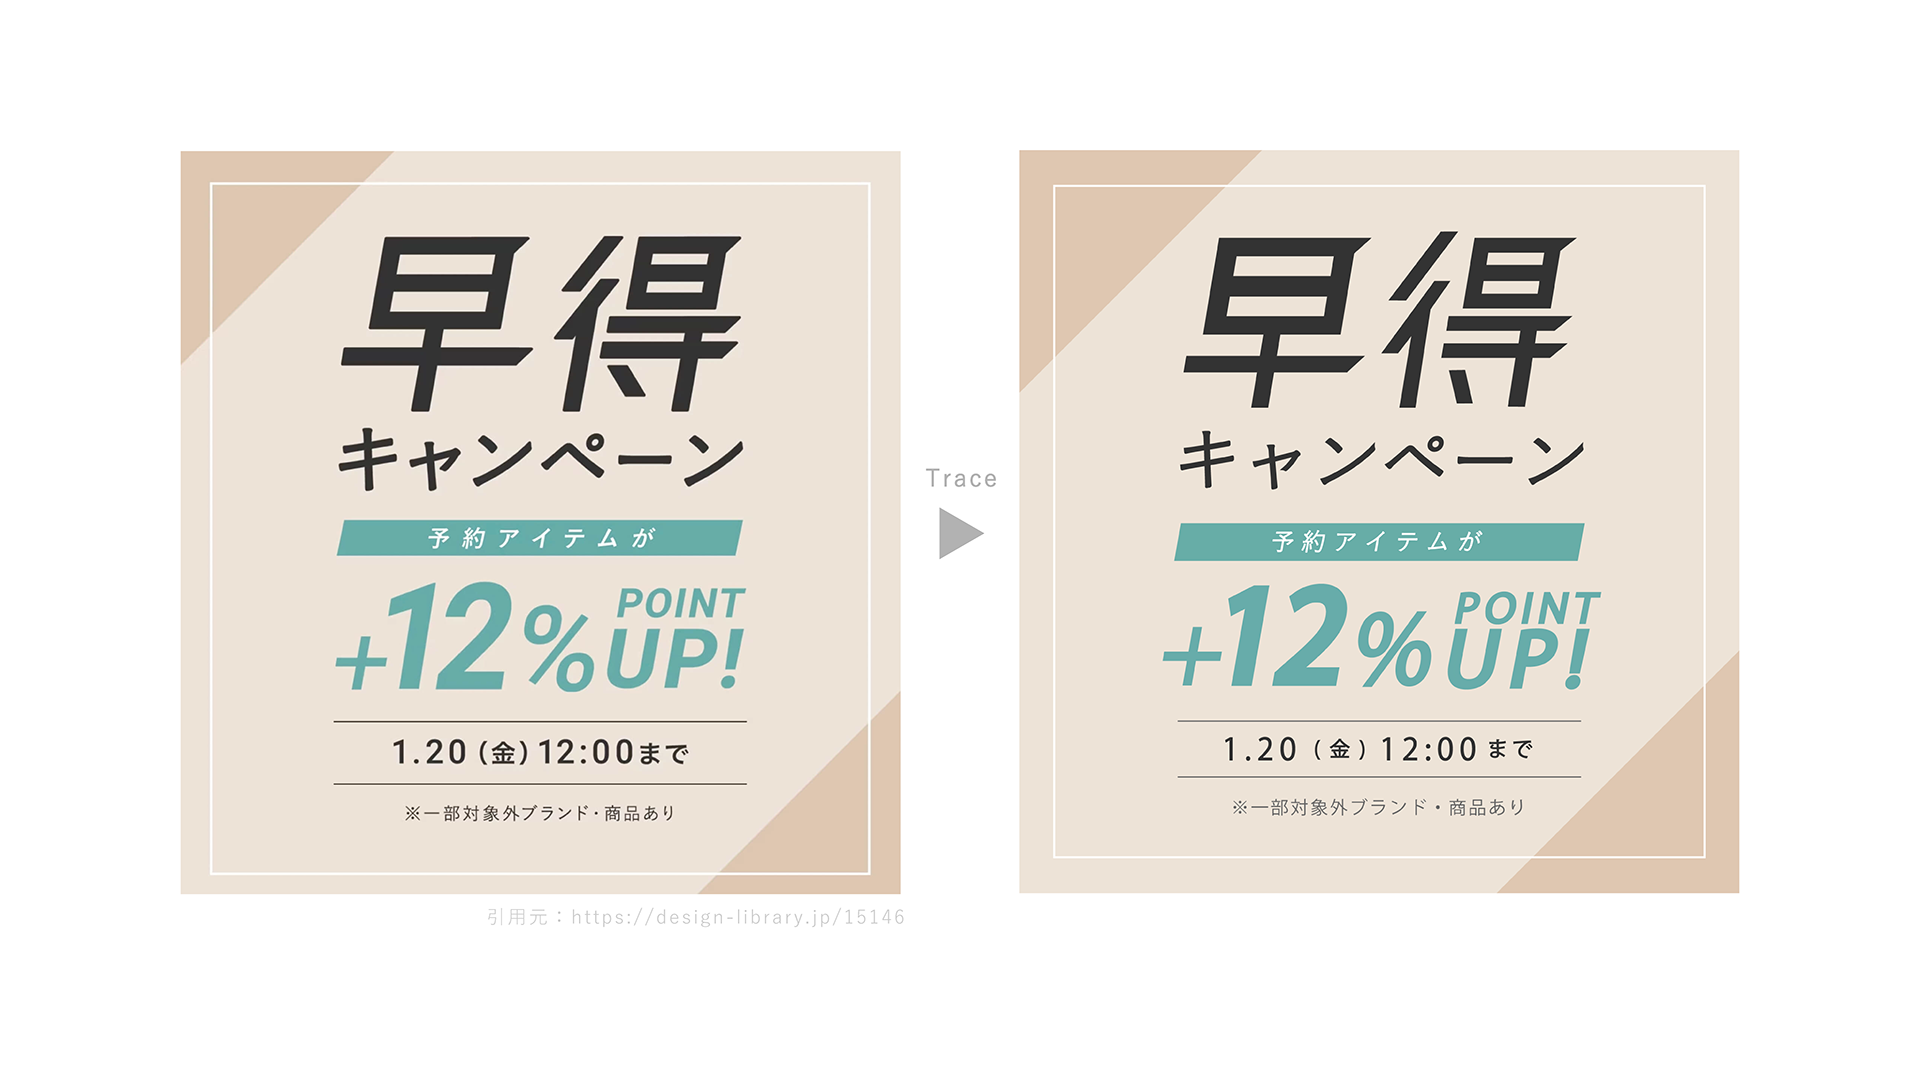 早得
キャンペーン
予約アイテムが
+12%POINT
UP!
1.20(金)12:00まで
※一部対象外ブランド・商品あり
引用元：https://design-library.jp/15146
Trace
早得
キャンペーン
予約アイテムが
+12%POINT
UP!
1.20(金)12:00まで
※一部対象外ブランド・商品あり